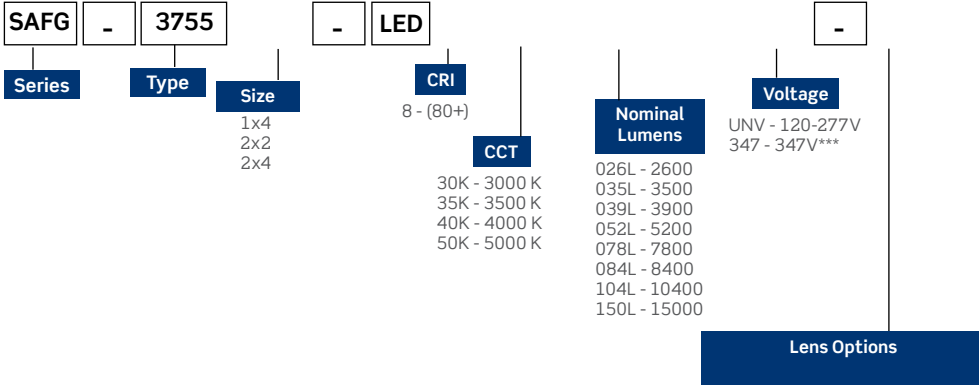 SAFG - 3755 - LED -
Series
Type
Size
1x4
2x2
2x4
CRI
8 - (80+)
CCT
30K - 3000 K
35K - 3500 K
40K - 4000 K
50K - 5000 K
Nominal
Lumens
026L - 2600
035L - 3500
039L - 3900
052L - 5200
078L - 7800
084L - 8400
104L - 10400
150L - 15000
Voltage
UNV - 120-277V
347 - 347V***
Lens Options